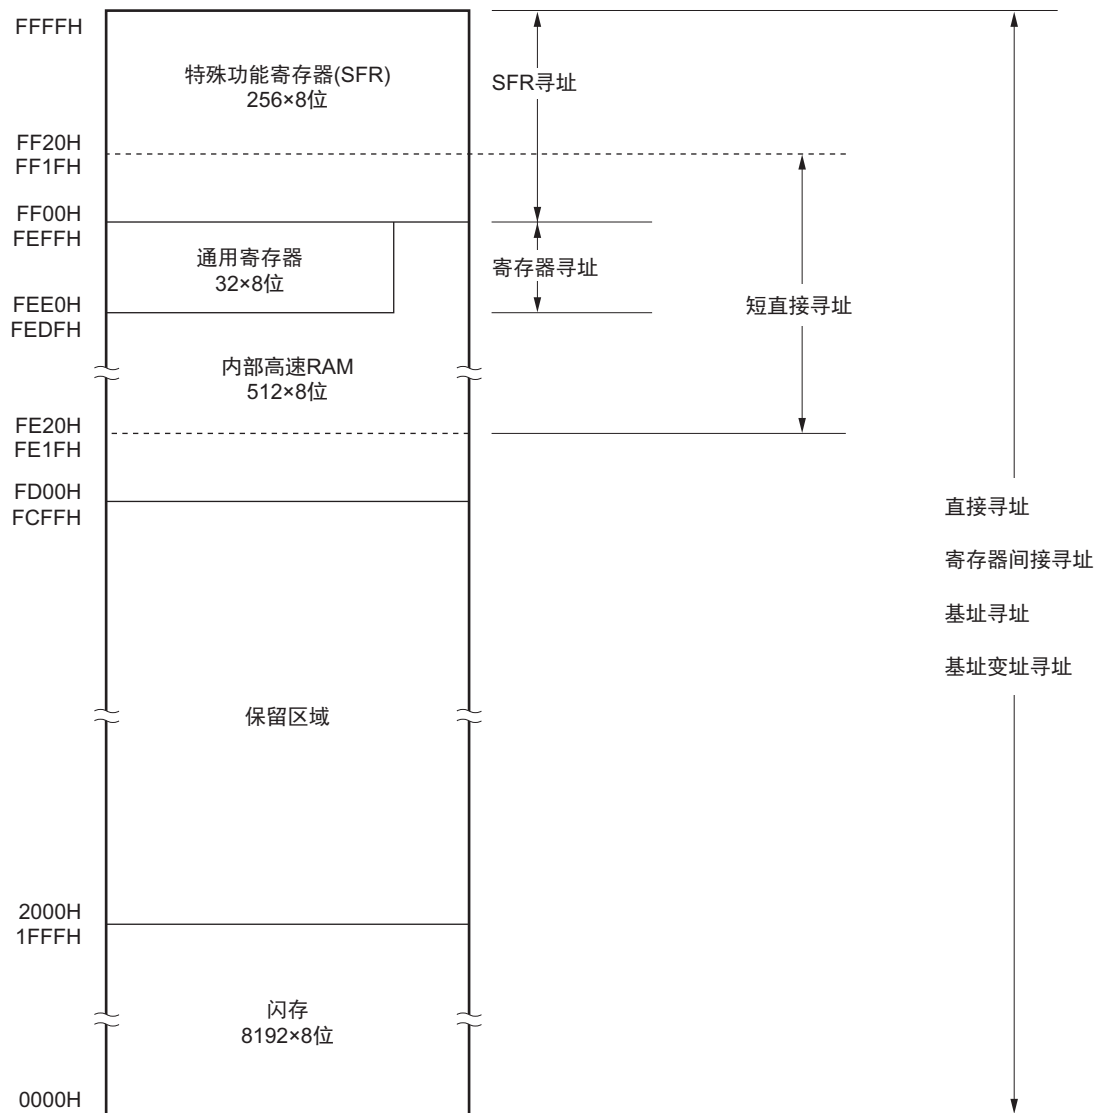 FFFFH
特殊功能寄存器(SFR)
256×8位
SFR寻址
FF20H
FF1FH
FF00H
FEFFH
通用寄存器
32×8位
寄存器寻址
FEE0H
FEDFH
短直接寻址
内部高速RAM
512×8位
FE20H
FE1FH
FD00H
FCFFH
直接寻址
寄存器间接寻址
基址寻址
基址变址寻址
保留区域
2000H
1FFFH
闪存
8192×8位
0000H